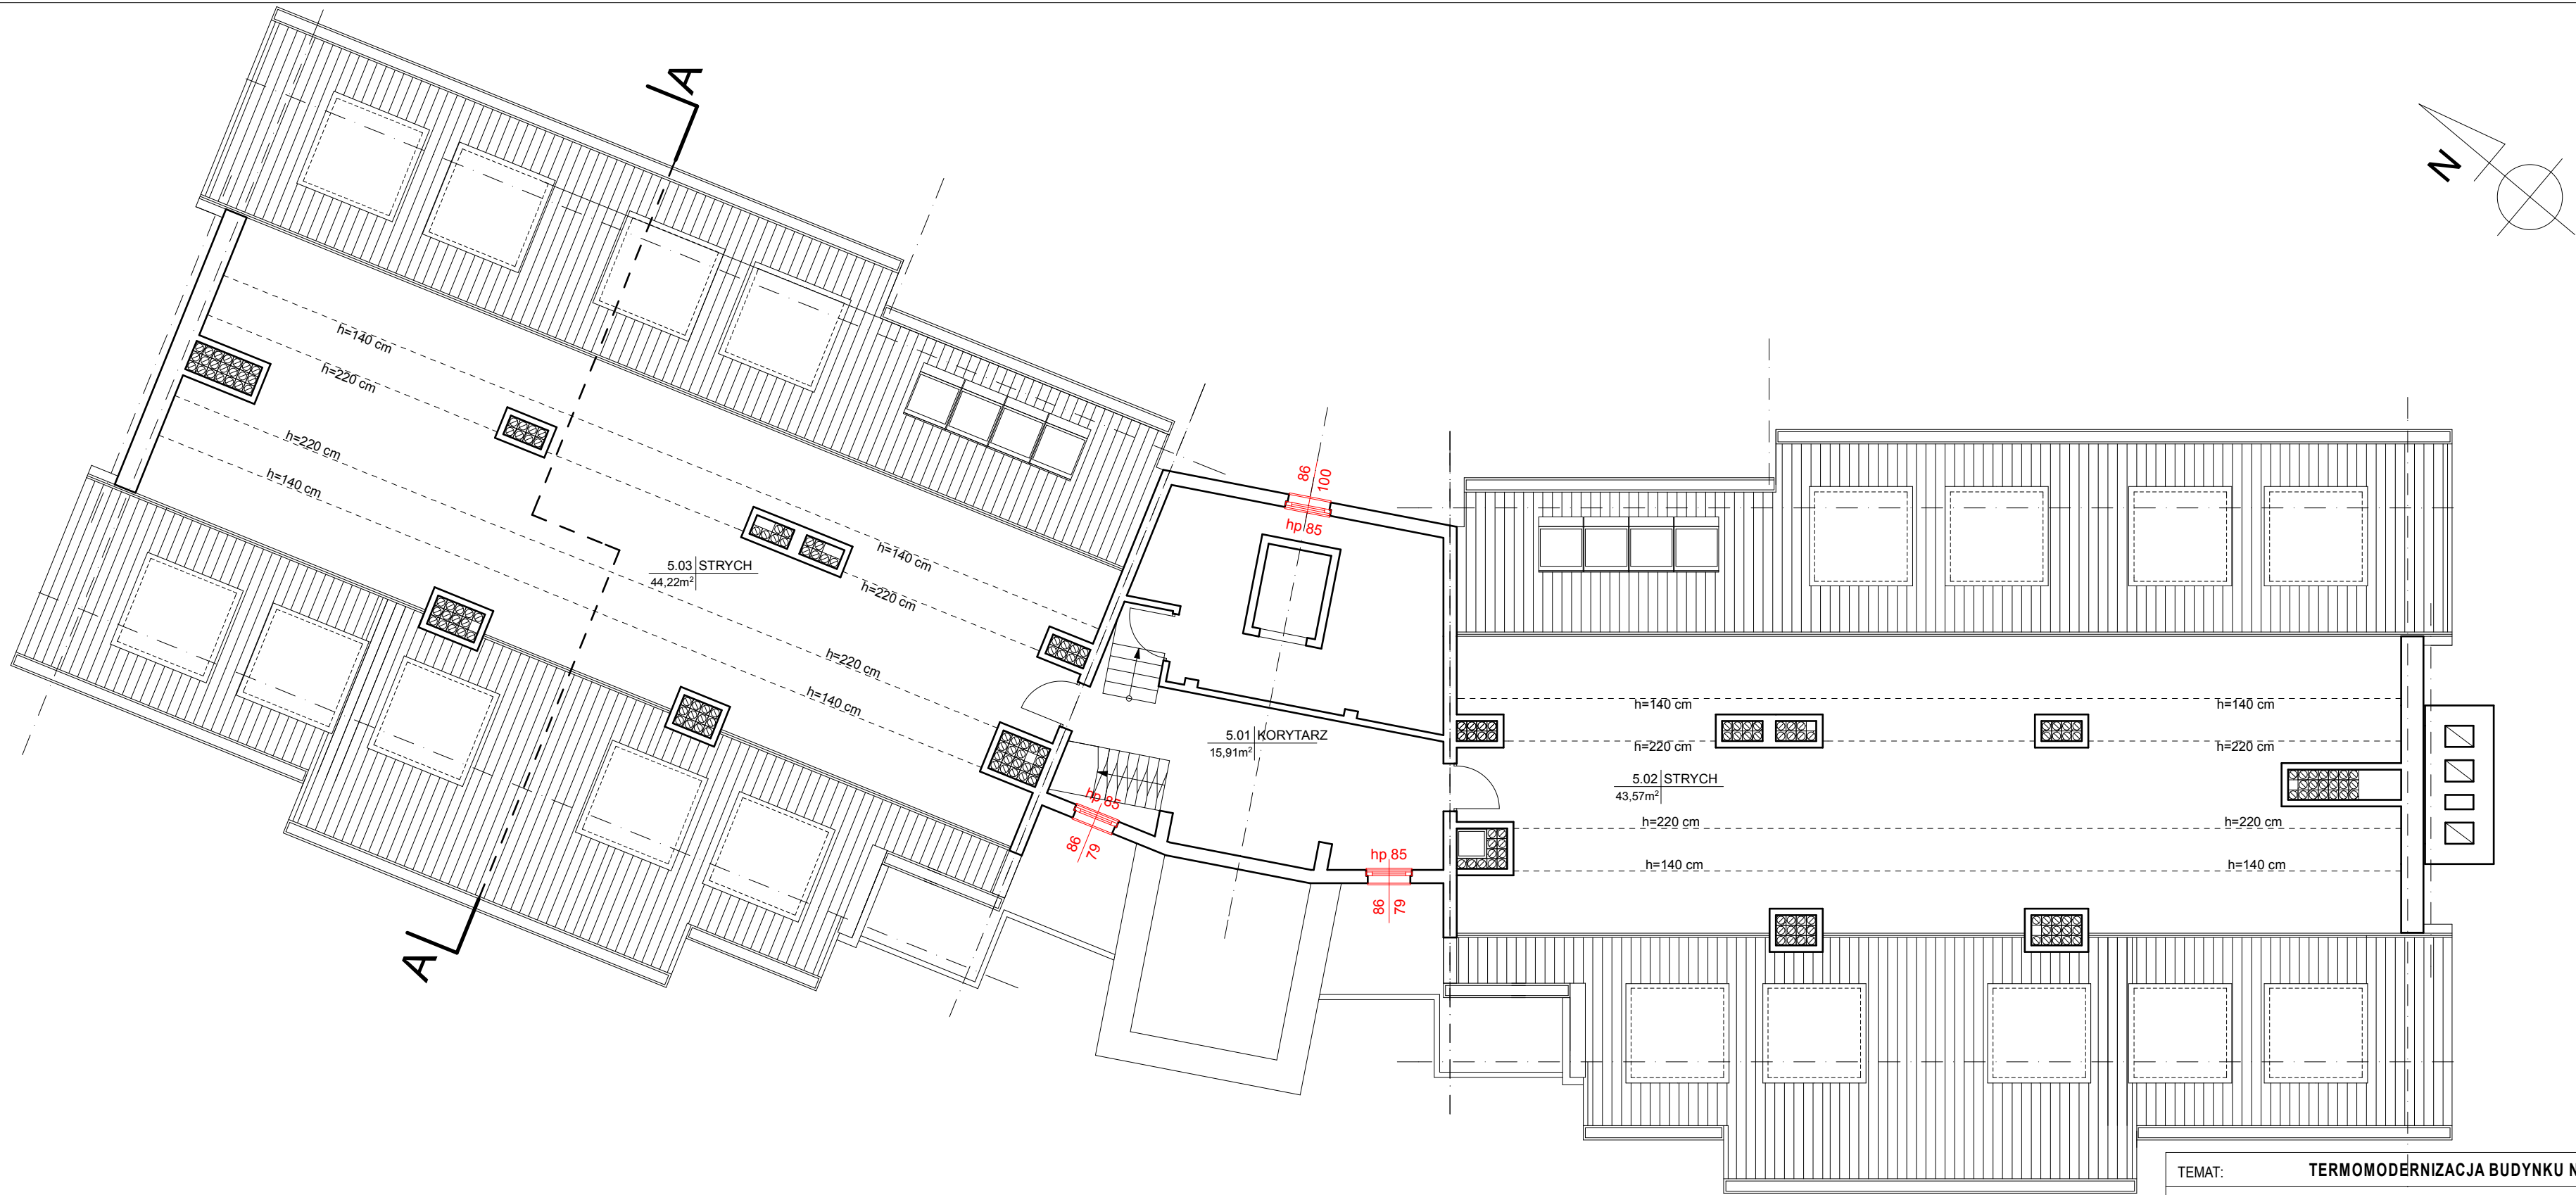 A
N
h=140 cm
h=220 cm
h=220 cm
h=140 cm
86
100
hp 85
5.03 STRYCH
44,22m²
h=140 cm
h=220 cm
h=220 cm
h=140 cm
5.01 KORYTARZ
15,91m²
hp 85
86
79
hp 85
86
79
h=140 cm
h=140 cm
h=220 cm
h=220 cm
5.02 STRYCH
43,57m²
h=220 cm
h=220 cm
h=140 cm
h=140 cm
A
TEMAT: TERMOMODERNIZACJA BUDYNKU